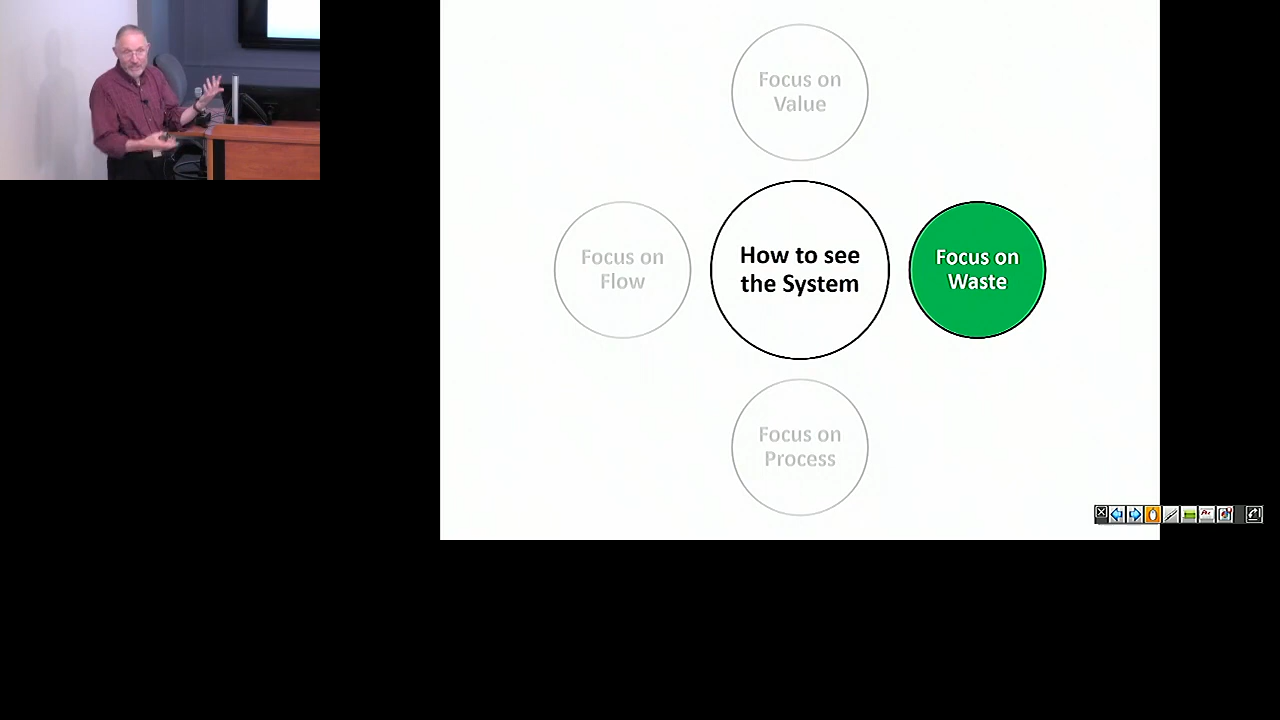 Focus on
Value
Focus on
Flow
How to see
the System
Focus on
Waste
Focus on
Process